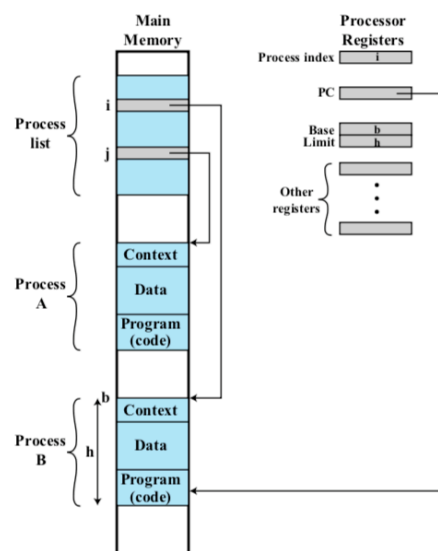 Main
Memory
Processor
Registers
Process index
i
PC
Base
b
Limit
h
Other
registers
Process
list
i
j
Process
A
Context
Data
Program
(code)
Process
B
b
h
Context
Data
Program
(code)